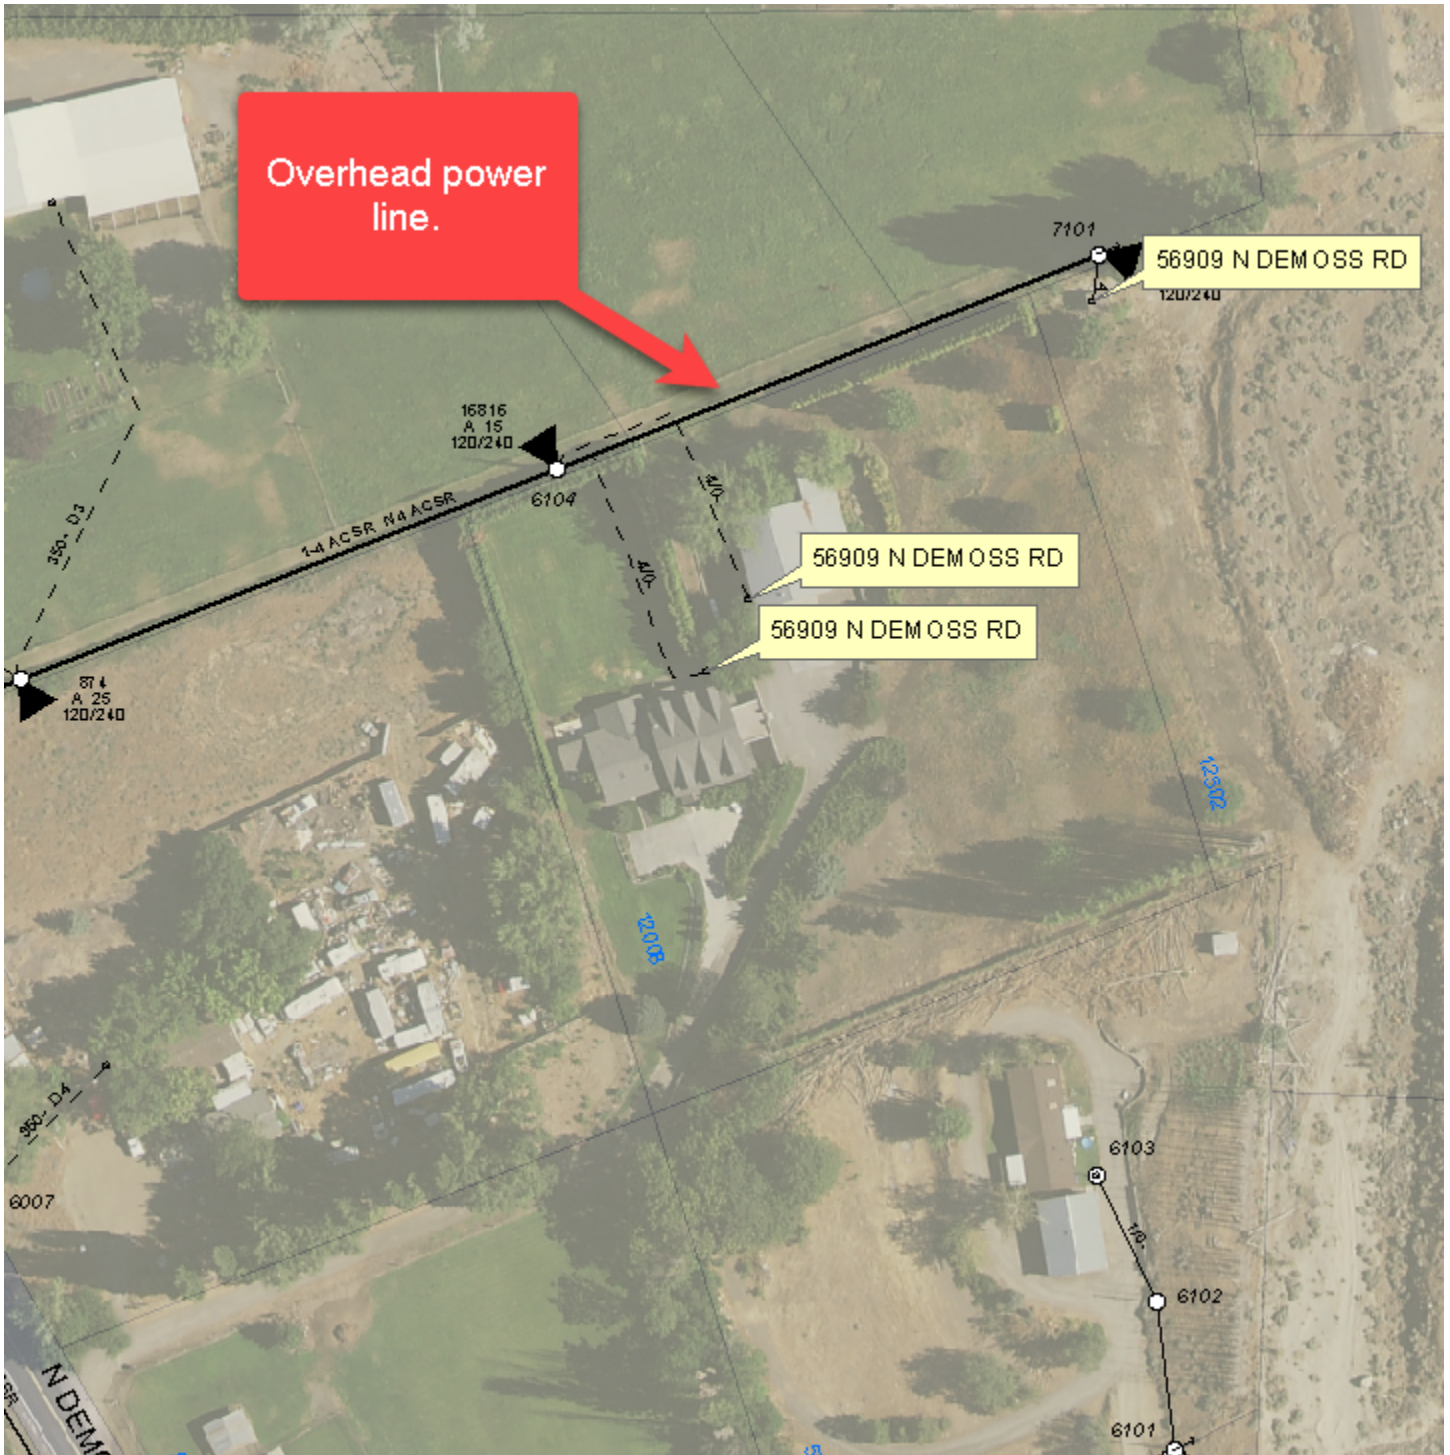 Overhead power
line.
7101
56909 N DEMOSS RD
120/240
16816
A 15
120/240
6104
1-4 ACSR N4 ACSR
350- D3
4/0-
4/0-
56909 N DEMOSS RD
56909 N DEMOSS RD
874
A 25
120/240
12502
12008
350- D4
6007
6103
1/0-
6102
6101
N DEMO